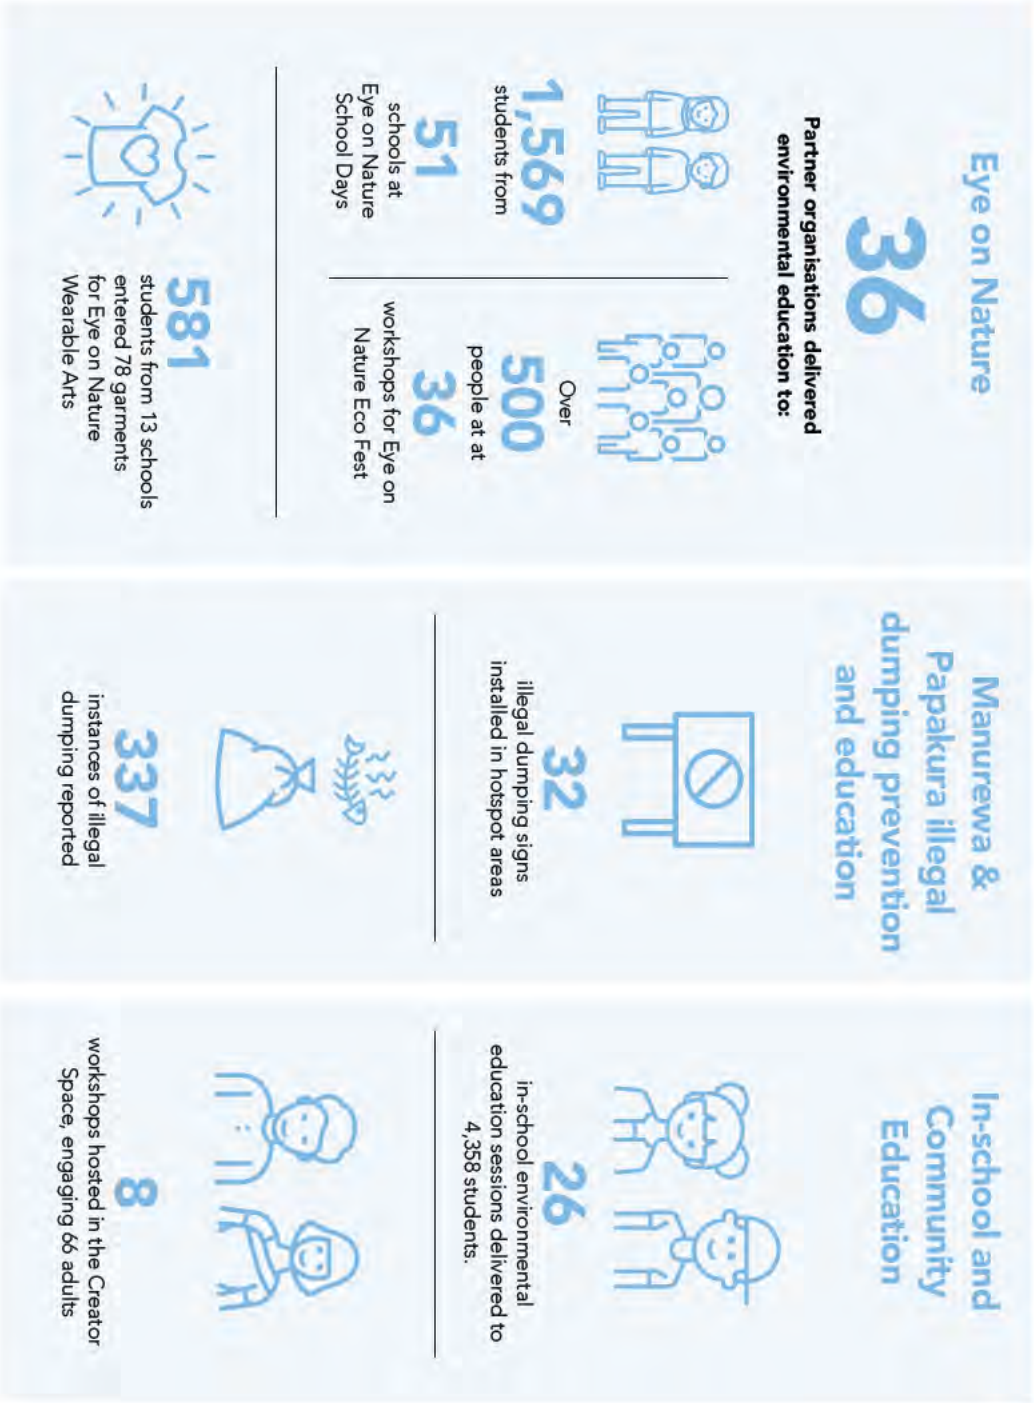 Eye on Nature
36
Partner organisations delivered
environmental education to:
1,569
students from
51
schools at
Eye on Nature
School Days
Over
500
people at at
36
workshops for Eye on
Nature Eco Fest
581
students from 13 schools
entered 78 garments
for Eye on Nature
Wearable Arts
Manurewa &
Papakura illegal
dumping prevention
and education
32
illegal dumping signs
installed in hotspot areas
337
instances of illegal
dumping reported
In-school and
Community
Education
26
in-school environmental
education sessions delivered to
4,358 students.
8
workshops hosted in the Creator
Space, engaging 66 adults